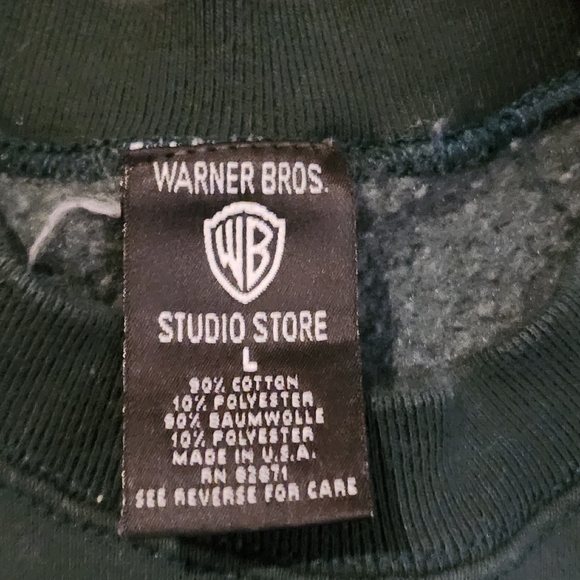 WARNER BROS.
WB
STUDIO STORE
L
90% COTTON
10% POLYESTER
90% BAUMWOLLE
10% POLYESTER
MADE IN U.S.A.
RN 82871
SEE REVERSE FOR CARE